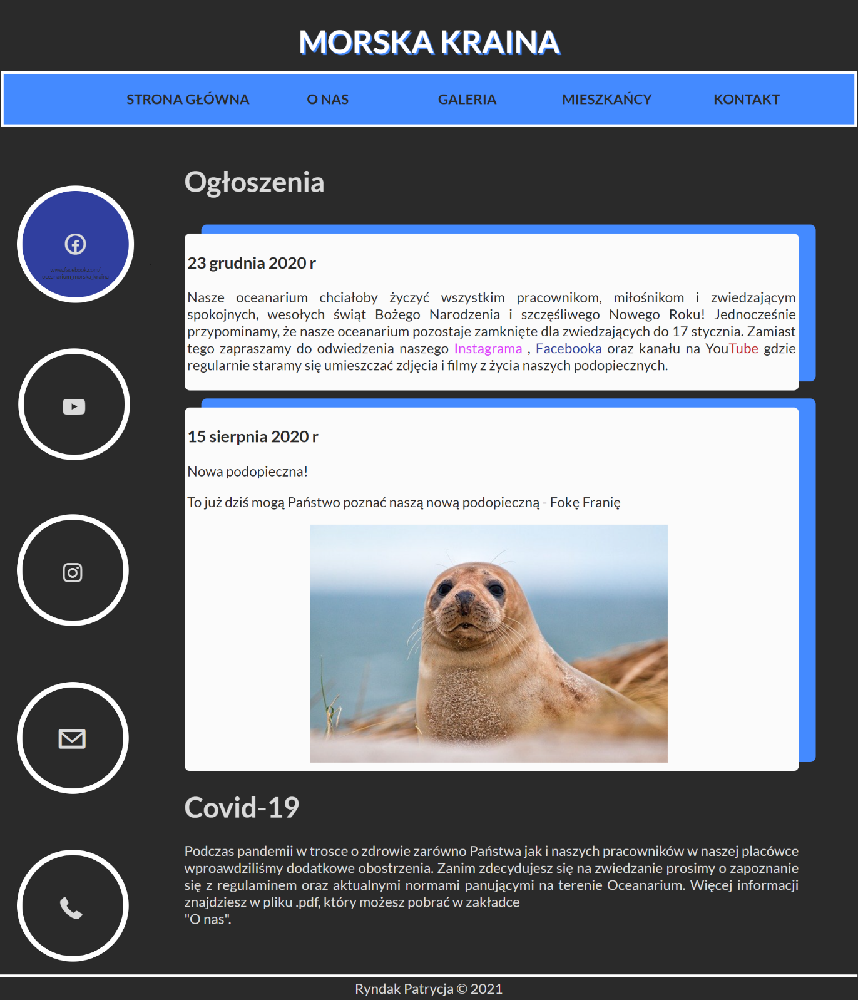 MORSKA KRAINA
STRONA GŁÓWNA
O NAS
GALERIA
MIESZKAŃCY
KONTAKT
www.facebook.com/
oceanarium_morska_kraina
Ogłoszenia
23 grudnia 2020 r
Nasze oceanarium chciałoby życzyć wszystkim pracownikom, miłośnikom i zwiedzającym
spokojnych, wesołych świąt Bożego Narodzenia i szczęśliwego Nowego Roku! Jednocześnie
przypominamy, że nasze oceanarium pozostaje zamknięte dla zwiedzających do 17 stycznia. Zamiast
tego zapraszamy do odwiedzenia naszego Instagrama , Facebooka oraz kanału na YouTube gdzie
regularnie staramy się umieszczać zdjęcia i filmy z życia naszych podopiecznych.
15 sierpnia 2020 r
Nowa podopieczna!
To już dziś mogą Państwo poznać naszą nową podopieczną - Fokę Franię
Covid-19
Podczas pandemii w trosce o zdrowie zarówno Państwa jak i naszych pracowników w naszej placówce
wproawdziliśmy dodatkowe obostrzenia. Zanim zdecydujesz się na zwiedzanie prosimy o zapoznanie
się z regulaminem oraz aktualnymi normami panującymi na terenie Oceanarium. Więcej informacji
znajdziesz w pliku .pdf, który możesz pobrać w zakładce
"O nas".
Ryndak Patrycja © 2021